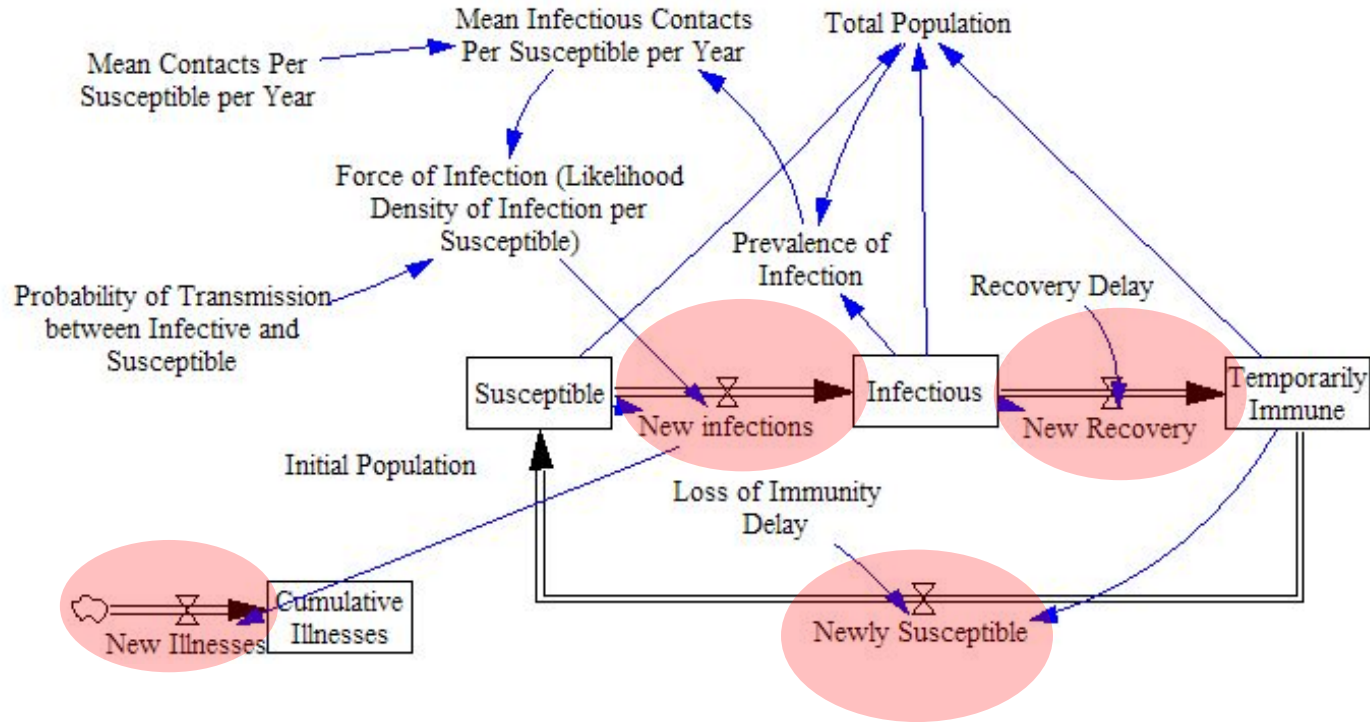 Mean Infectious Contacts
Per Susceptible per Year
Total Population
Mean Contacts Per
Susceptible per Year
Force of Infection (Likelihood
Density of Infection per
Susceptible)
Prevalence of
Infection
Recovery Delay
Probability of Transmission
between Infective and
Susceptible
Susceptible
New infections
Infectious
New Recovery
Temporarily
Immune
Initial Population
Loss of Immunity
Delay
New Illnesses
Cumulative
Illnesses
Newly Susceptible